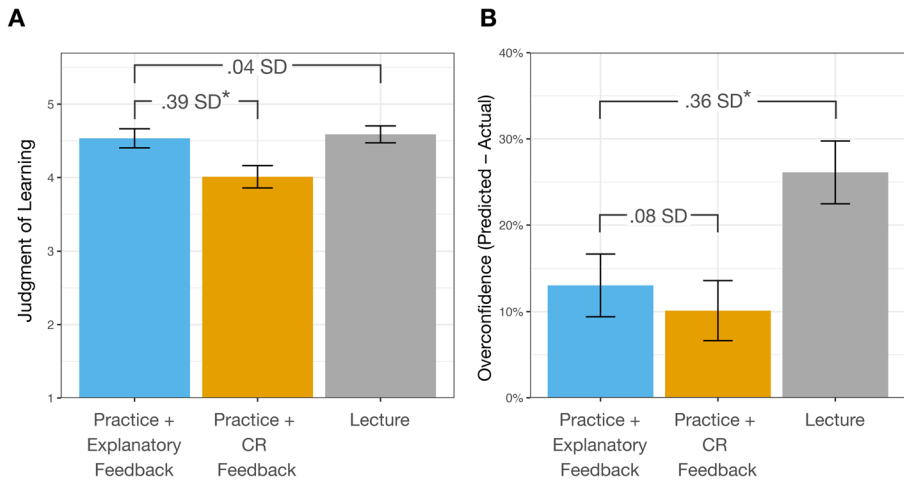 A
Judgment of Learning
5
4
3
2
1
.04 SD
.39 SD*
Practice +
Explanatory
Feedback
Practice +
CR
Feedback
Lecture
B
Overconfidence (Predicted – Actual)
40%
30%
20%
10%
0%
.36 SD*
.08 SD
Practice +
Explanatory
Feedback
Practice +
CR
Feedback
Lecture